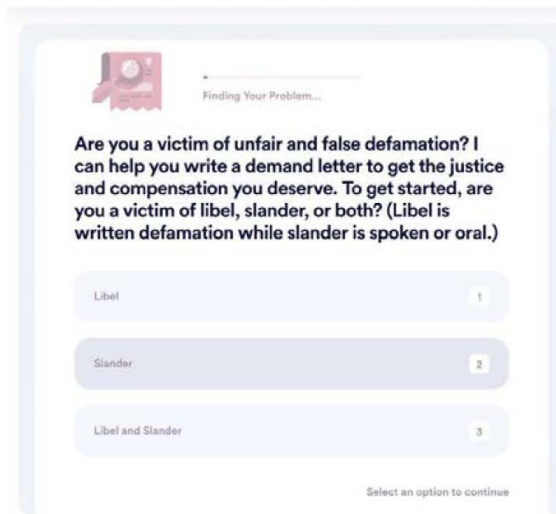 Finding Your Problem...
Are you a victim of unfair and false defamation? I
can help you write a demand letter to get the justice
and compensation you deserve. To get started, are
you a victim of libel, slander, or both? (Libel is
written defamation while slander is spoken or oral.)
Libel 1
Slander 2
Libel and Slander 3
Select an option to continue